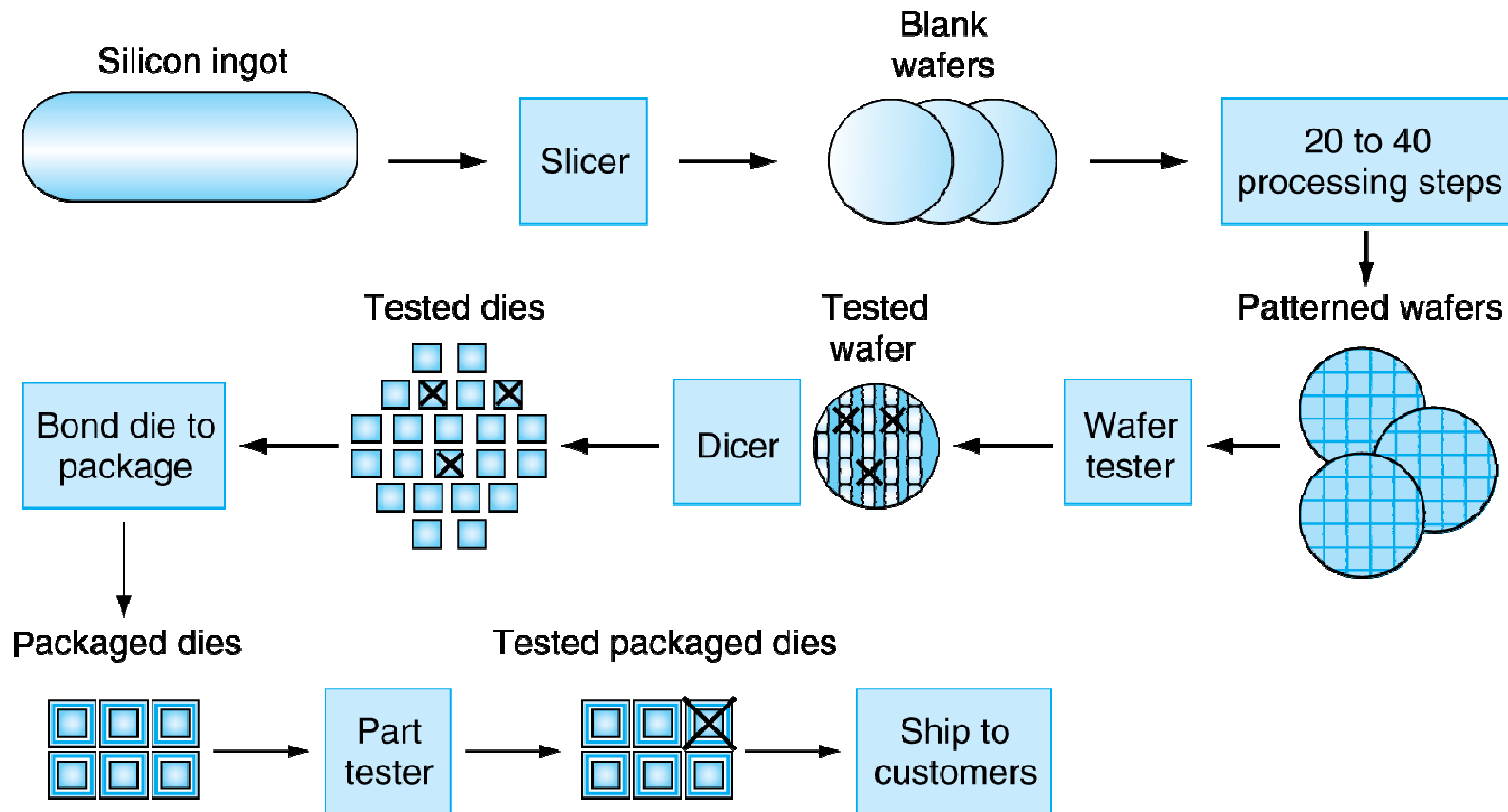 Silicon ingot
Slicer
Blank
wafers
20 to 40
processing steps
Tested dies
Tested
wafer
Patterned wafers
Bond die to
package
Dicer
Wafer
tester
Packaged dies
Tested packaged dies
Part
tester
Ship to
customers